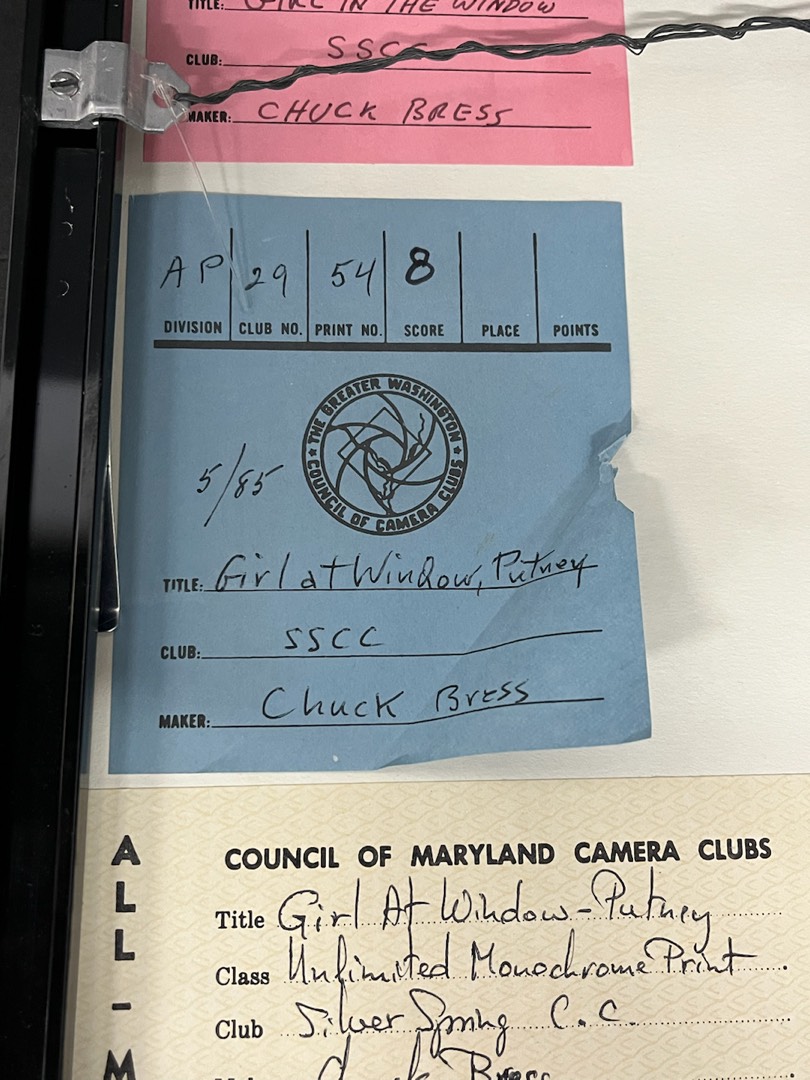 TITLE: GIRL IN THE WINDOW
CLUB: SSCC
MAKER: CHUCK BRESS
AP 29 54 8
DIVISION CLUB NO. PRINT NO. SCORE PLACE POINTS
THE GREATER WASHINGTON
COUNCIL OF CAMERA CLUBS
5/85
TITLE: Girl at Window, Putney
CLUB: SSCC
MAKER: Chuck Bress
ALL-M
COUNCIL OF MARYLAND CAMERA CLUBS
Title Girl At Window-Putney
Class Unlimited Monochrome Print
Club Silver Spring C.C.
Chuck Bress